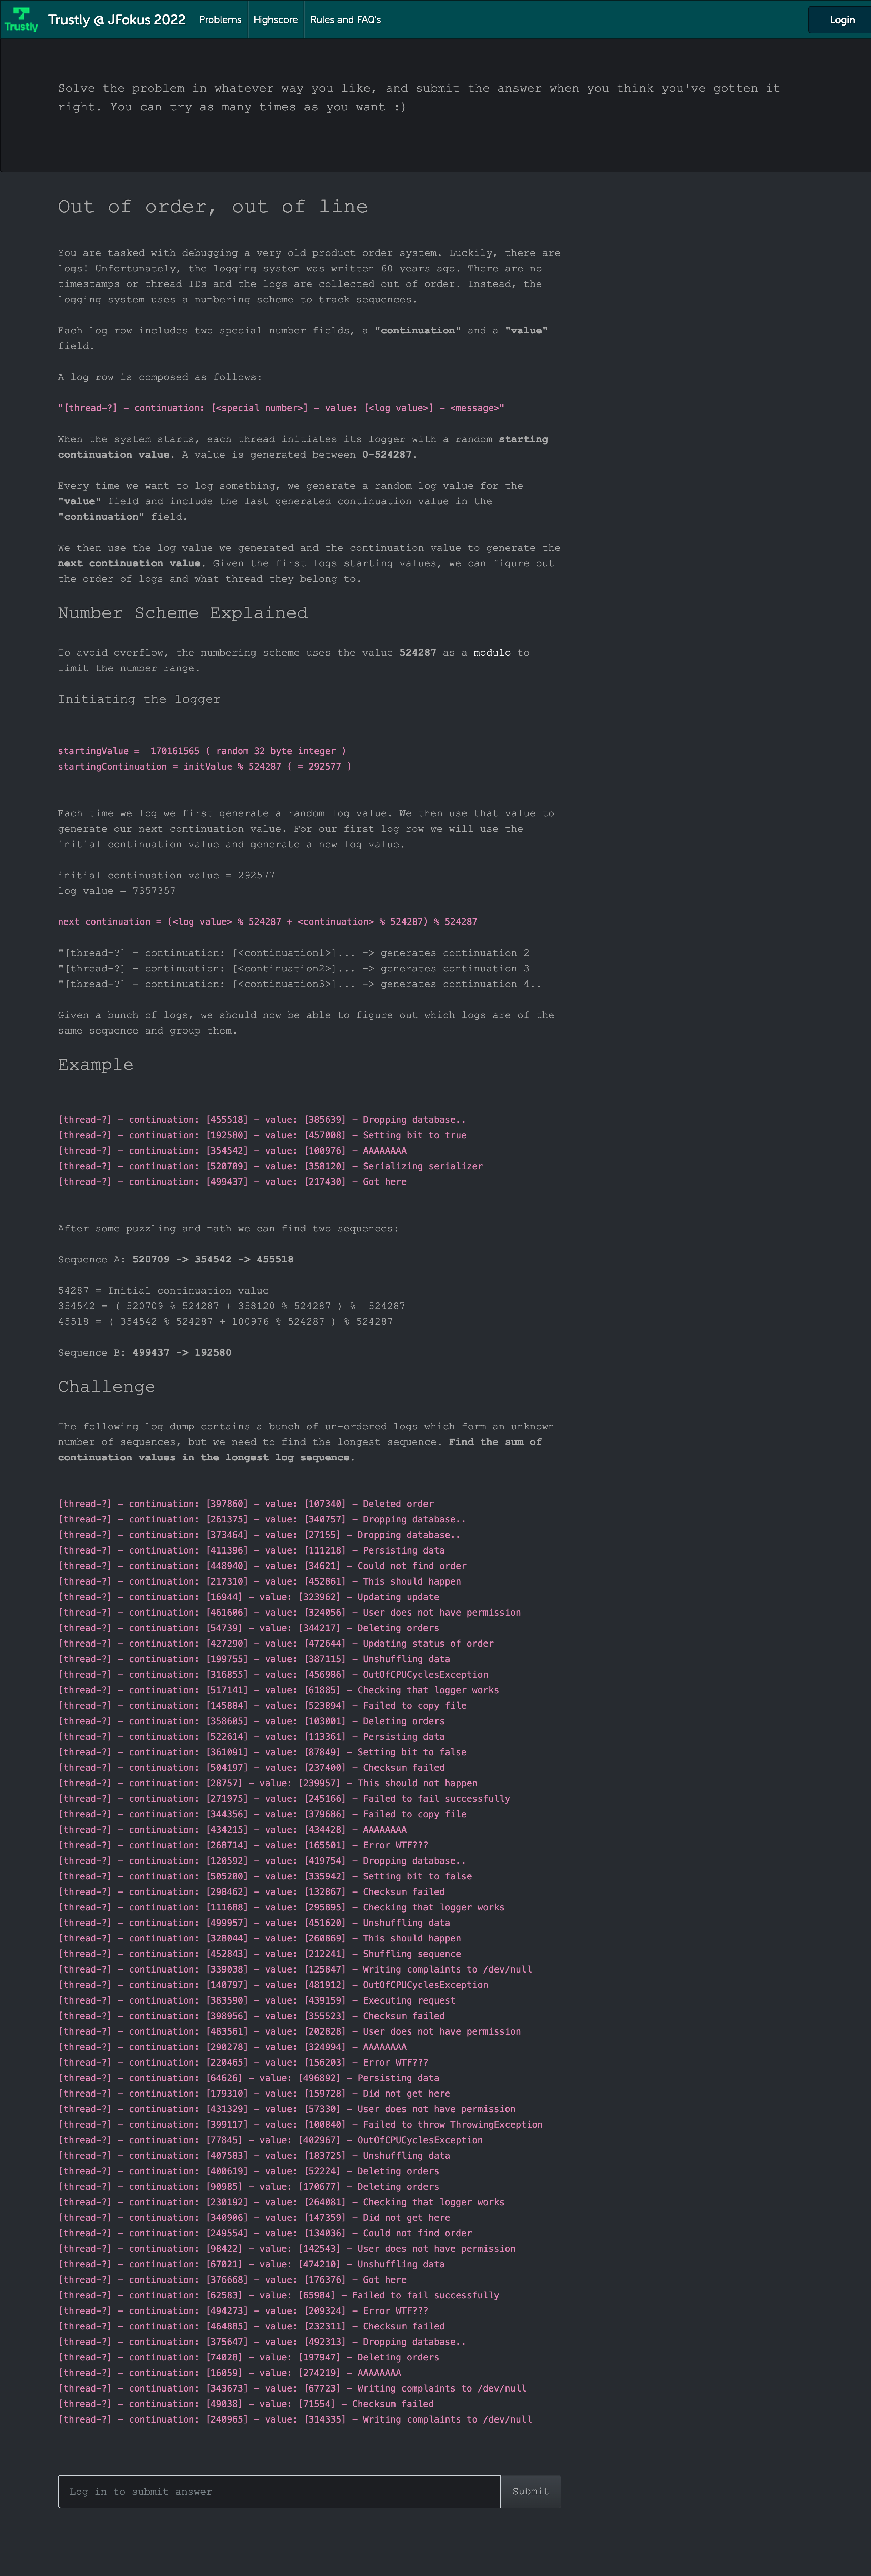 Trustly
Trustly @ JFokus 2022
Problems
Highscore
Rules and FAQ's
Login
Solve the problem in whatever way you like, and submit the answer when you think you've gotten it
right. You can try as many times as you want :)
Out of order, out of line
You are tasked with debugging a very old product order system. Luckily, there are
logs! Unfortunately, the logging system was written 60 years ago. There are no
timestamps or thread IDs and the logs are collected out of order. Instead, the
logging system uses a numbering scheme to track sequences.
Each log row includes two special number fields, a "continuation" and a "value"
field.
A log row is composed as follows:
"[thread-?] - continuation: [<special number>] - value: [<log value>] - <message>"
When the system starts, each thread initiates its logger with a random starting
continuation value. A value is generated between 0-524287.
Every time we want to log something, we generate a random log value for the
"value" field and include the last generated continuation value in the
"continuation" field.
We then use the log value we generated and the continuation value to generate the
next continuation value. Given the first logs starting values, we can figure out
the order of logs and what thread they belong to.
Number Scheme Explained
To avoid overflow, the numbering scheme uses the value 524287 as a modulo to
limit the number range.
Initiating the logger
startingValue =  170161565 ( random 32 byte integer )
startingContinuation = initValue % 524287 ( = 292577 )
Each time we log we first generate a random log value. We then use that value to
generate our next continuation value. For our first log row we will use the
initial continuation value and generate a new log value.
initial continuation value = 292577
log value = 7357357
next continuation = (<log value> % 524287 + <continuation> % 524287) % 524287
"[thread-?] - continuation: [<continuation1>]... -> generates continuation 2
"[thread-?] - continuation: [<continuation2>]... -> generates continuation 3
"[thread-?] - continuation: [<continuation3>]... -> generates continuation 4..
Given a bunch of logs, we should now be able to figure out which logs are of the
same sequence and group them.
Example
[thread-?] - continuation: [455518] - value: [385639] - Dropping database..
[thread-?] - continuation: [192580] - value: [457008] - Setting bit to true
[thread-?] - continuation: [354542] - value: [100976] - AAAAAAAA
[thread-?] - continuation: [520709] - value: [358120] - Serializing serializer
[thread-?] - continuation: [499437] - value: [217430] - Got here
After some puzzling and math we can find two sequences:
Sequence A: 520709 -> 354542 -> 455518
54287 = Initial continuation value
354542 = ( 520709 % 524287 + 358120 % 524287 ) %  524287
45518 = ( 354542 % 524287 + 100976 % 524287 ) % 524287
Sequence B: 499437 -> 192580
Challenge
The following log dump contains a bunch of un-ordered logs which form an unknown
number of sequences, but we need to find the longest sequence. Find the sum of
continuation values in the longest log sequence.
[thread-?] - continuation: [397860] - value: [107340] - Deleted order
[thread-?] - continuation: [261375] - value: [340757] - Dropping database..
[thread-?] - continuation: [373464] - value: [27155] - Dropping database..
[thread-?] - continuation: [411396] - value: [111218] - Persisting data
[thread-?] - continuation: [448940] - value: [34621] - Could not find order
[thread-?] - continuation: [217310] - value: [452861] - This should happen
[thread-?] - continuation: [16944] - value: [323962] - Updating update
[thread-?] - continuation: [461606] - value: [324056] - User does not have permission
[thread-?] - continuation: [54739] - value: [344217] - Deleting orders
[thread-?] - continuation: [427290] - value: [472644] - Updating status of order
[thread-?] - continuation: [199755] - value: [387115] - Unshuffling data
[thread-?] - continuation: [316855] - value: [456986] - OutOfCPUCyclesException
[thread-?] - continuation: [517141] - value: [61885] - Checking that logger works
[thread-?] - continuation: [145884] - value: [523894] - Failed to copy file
[thread-?] - continuation: [358605] - value: [103001] - Deleting orders
[thread-?] - continuation: [522614] - value: [113361] - Persisting data
[thread-?] - continuation: [361091] - value: [87849] - Setting bit to false
[thread-?] - continuation: [504197] - value: [237400] - Checksum failed
[thread-?] - continuation: [28757] - value: [239957] - This should not happen
[thread-?] - continuation: [271975] - value: [245166] - Failed to fail successfully
[thread-?] - continuation: [344356] - value: [379686] - Failed to copy file
[thread-?] - continuation: [434215] - value: [434428] - AAAAAAAA
[thread-?] - continuation: [268714] - value: [165501] - Error WTF???
[thread-?] - continuation: [120592] - value: [419754] - Dropping database..
[thread-?] - continuation: [505200] - value: [335942] - Setting bit to false
[thread-?] - continuation: [298462] - value: [132867] - Checksum failed
[thread-?] - continuation: [111688] - value: [295895] - Checking that logger works
[thread-?] - continuation: [499957] - value: [451620] - Unshuffling data
[thread-?] - continuation: [328044] - value: [260869] - This should happen
[thread-?] - continuation: [452843] - value: [212241] - Shuffling sequence
[thread-?] - continuation: [339038] - value: [125847] - Writing complaints to /dev/null
[thread-?] - continuation: [140797] - value: [481912] - OutOfCPUCyclesException
[thread-?] - continuation: [383590] - value: [439159] - Executing request
[thread-?] - continuation: [398956] - value: [355523] - Checksum failed
[thread-?] - continuation: [483561] - value: [202828] - User does not have permission
[thread-?] - continuation: [290278] - value: [324994] - AAAAAAAA
[thread-?] - continuation: [220465] - value: [156203] - Error WTF???
[thread-?] - continuation: [64626] - value: [496892] - Persisting data
[thread-?] - continuation: [179310] - value: [159728] - Did not get here
[thread-?] - continuation: [431329] - value: [57330] - User does not have permission
[thread-?] - continuation: [399117] - value: [100840] - Failed to throw ThrowingException
[thread-?] - continuation: [77845] - value: [402967] - OutOfCPUCyclesException
[thread-?] - continuation: [407583] - value: [183725] - Unshuffling data
[thread-?] - continuation: [400619] - value: [52224] - Deleting orders
[thread-?] - continuation: [90985] - value: [170677] - Deleting orders
[thread-?] - continuation: [230192] - value: [264081] - Checking that logger works
[thread-?] - continuation: [340906] - value: [147359] - Did not get here
[thread-?] - continuation: [249554] - value: [134036] - Could not find order
[thread-?] - continuation: [98422] - value: [142543] - User does not have permission
[thread-?] - continuation: [67021] - value: [474210] - Unshuffling data
[thread-?] - continuation: [376668] - value: [176376] - Got here
[thread-?] - continuation: [62583] - value: [65984] - Failed to fail successfully
[thread-?] - continuation: [494273] - value: [209324] - Error WTF???
[thread-?] - continuation: [464885] - value: [232311] - Checksum failed
[thread-?] - continuation: [375647] - value: [492313] - Dropping database..
[thread-?] - continuation: [74028] - value: [197947] - Deleting orders
[thread-?] - continuation: [16059] - value: [274219] - AAAAAAAA
[thread-?] - continuation: [343673] - value: [67723] - Writing complaints to /dev/null
[thread-?] - continuation: [49038] - value: [71554] - Checksum failed
[thread-?] - continuation: [240965] - value: [314335] - Writing complaints to /dev/null
Log in to submit answer
Submit